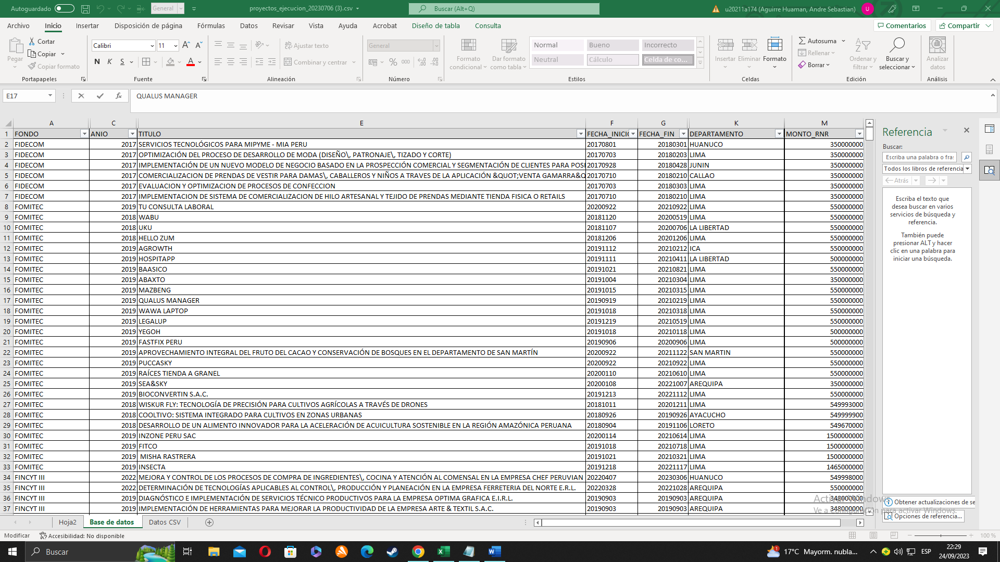 Autoguardado General proyectos_ejecucion_20230706 (3).csv Buscar (Alt+Q) u20211a174 (Aguirre Huaman, Andre Sebastian) U
Archivo Inicio Insertar Disposición de página Fórmulas Datos Revisar Vista Ayuda Acrobat Diseño de tabla Consulta Comentarios Compartir
Pegar Cortar Copiar Copiar formato Portapapeles
Calibri 11 N K S Fuente
Ajustar texto Combinar y centrar Alineación
General % 000 Número
Formato condicional Dar formato como tabla Normal Bueno Incorrecto Neutral Cálculo Celda de co... Estilos
Insertar Eliminar Formato Celdas
Autosuma Rellenar Borrar Ordenar y filtrar Buscar y seleccionar Edición
Analizar datos Análisis
E17 fx QUALUS MANAGER
A C E F G K M
1 FONDO ANIO TITULO FECHA_INICIO FECHA_FIN DEPARTAMENTO MONTO_RNR
2 FIDECOM 2017 SERVICIOS TECNOLÓGICOS PARA MIPYME - MIA PERU 20170801 20180301 HUANUCO 350000000
3 FIDECOM 2017 OPTIMIZACIÓN DEL PROCESO DE DESARROLLO DE MODA (DISEÑO\, PATRONAJE\, TIZADO Y CORTE) 20170703 20180203 LIMA 350000000
4 FIDECOM 2017 IMPLEMENTACIÓN DE UN NUEVO MODELO DE NEGOCIO BASADO EN LA PROSPECCIÓN COMERCIAL Y SEGMENTACIÓN DE CLIENTES PARA POSI 20170928 20180428 JUNIN 350000000
5 FIDECOM 2017 COMERCIALIZACION DE PRENDAS DE VESTIR PARA DAMAS\, CABALLEROS Y NIÑOS A TRAVES DE LA APLICACIÓN &QUOT;VENTA GAMARRA&Q 20170710 20180210 CALLAO 350000000
6 FIDECOM 2017 EVALUACION Y OPTIMIZACION DE PROCESOS DE CONFECCION 20170703 20180303 LIMA 350000000
7 FIDECOM 2017 IMPLEMENTACION DE SISTEMA DE COMERCIALIZACION DE HILO ARTESANAL Y TEJIDO DE PRENDAS MEDIANTE TIENDA FISICA O RETAILS 20170710 20180210 LIMA 350000000
8 FOMITEC 2019 TU CONSULTA LABORAL 20200922 20210922 LIMA 550000000
9 FOMITEC 2018 WABU 20181120 20200519 LIMA 550000000
10 FOMITEC 2018 UKU 20181107 20200706 LA LIBERTAD 550000000
11 FOMITEC 2018 HELLO ZUM 20181206 20201206 LIMA 550000000
12 FOMITEC 2019 AGROWTH 20191112 20210212 ICA 550000000
13 FOMITEC 2019 HOSPITAPP 20191111 20210411 LA LIBERTAD 500000000
14 FOMITEC 2019 BAASICO 20191021 20210821 LIMA 550000000
15 FOMITEC 2019 ABAXTO 20191004 20210304 LIMA 350000000
16 FOMITEC 2019 MAZBENG 20191015 20210315 LIMA 550000000
17 FOMITEC 2019 QUALUS MANAGER 20190919 20210219 LIMA 550000000
18 FOMITEC 2019 WAWA LAPTOP 20191018 20210318 LIMA 550000000
19 FOMITEC 2019 LEGALUP 20191219 20210519 LIMA 550000000
20 FOMITEC 2019 YEGOH 20191018 20210118 LIMA 500000000
21 FOMITEC 2019 FASTFIX PERU 20190906 20200906 LIMA 500000000
22 FOMITEC 2019 APROVECHAMIENTO INTEGRAL DEL FRUTO DEL CACAO Y CONSERVACIÓN DE BOSQUES EN EL DEPARTAMENTO DE SAN MARTÍN 20200922 20211122 SAN MARTIN 550000000
23 FOMITEC 2019 PUCCASKY 20200922 20210922 LIMA 550000000
24 FOMITEC 2019 RAÍCES TIENDA A GRANEL 20200110 20210610 LIMA 550000000
25 FOMITEC 2019 SEA&SKY 20200108 20221007 AREQUIPA 350000000
26 FOMITEC 2019 BIOCONVERTIN S.A.C. 20191213 20221112 LIMA 550000000
27 FOMITEC 2018 WISKUR FLY: TECNOLOGÍA DE PRECISIÓN PARA CULTIVOS AGRÍCOLAS A TRAVÉS DE DRONES 20181011 20201211 LIMA 549993000
28 FOMITEC 2018 COOLTIVO: SISTEMA INTEGRADO PARA CULTIVOS EN ZONAS URBANAS 20180926 20190926 AYACUCHO 549999900
29 FOMITEC 2018 DESARROLLO DE UN ALIMENTO INNOVADOR PARA LA ACELERACIÓN DE ACUICULTURA SOSTENIBLE EN LA REGIÓN AMAZÓNICA PERUANA 20180904 20191106 LORETO 549670000
30 FOMITEC 2019 INZONE PERU SAC 20200114 20210614 LIMA 1500000000
31 FOMITEC 2019 FITCO 20191018 20210718 LIMA 1500000000
32 FOMITEC 2019 MISHA RASTRERA 20191021 20210321 LIMA 1500000000
33 FOMITEC 2019 INSECTA 20191218 20221117 LIMA 1465000000
34 FINCYT III 2022 MEJORA Y CONTROL DE LOS PROCESOS DE COMPRA DE INGREDIENTES\, COCINA Y ATENCIÓN AL COMENSAL EN LA EMPRESA CHEF PERUVIAN 20220407 20230306 HUANUCO 549998000
35 FINCYT III 2022 DETERMINACIÓN DE TECNOLOGÍAS APLICABLES AL CONTROL\, PRODUCCIÓN Y PLANEACIÓN EN LA EMPRESA FERRETERIA DEL NORTE E.R.L. 20220328 20221028 AREQUIPA 550000000
36 FINCYT III 2019 DIAGNÓSTICO E IMPLEMENTACIÓN DE SERVICIOS TÉCNICO PRODUCTIVOS PARA LA EMPRESA OPTIMA GRAFICA E.I.R.L. 20190903 20190903 AREQUIPA 348000000
37 FINCYT III 2019 IMPLEMENTACIÓN DE HERRAMIENTAS PARA MEJORAR LA PRODUCTIVIDAD DE LA EMPRESA ARTE & TEXTIL S.A.C. 20190903 20190903 AREQUIPA 348000000
Referencia
Buscar:
Escriba una palabra o fras
Todos los libros de referencia
Atrás
Escriba el texto que
desea buscar en varios
servicios de búsqueda y
referencia.
También puede
presionar ALT y hacer
clic en una palabra para
iniciar una búsqueda.
Obtener actualizaciones de se
Opciones de referencia...
Activar Windows
Ve a Configuración para activar Windows.
Hoja2 Base de datos Datos CSV
Modificar Accesibilidad: No disponible 100 %
Buscar 1 17°C Mayorm. nubla... ESP 22:29
24/09/2023